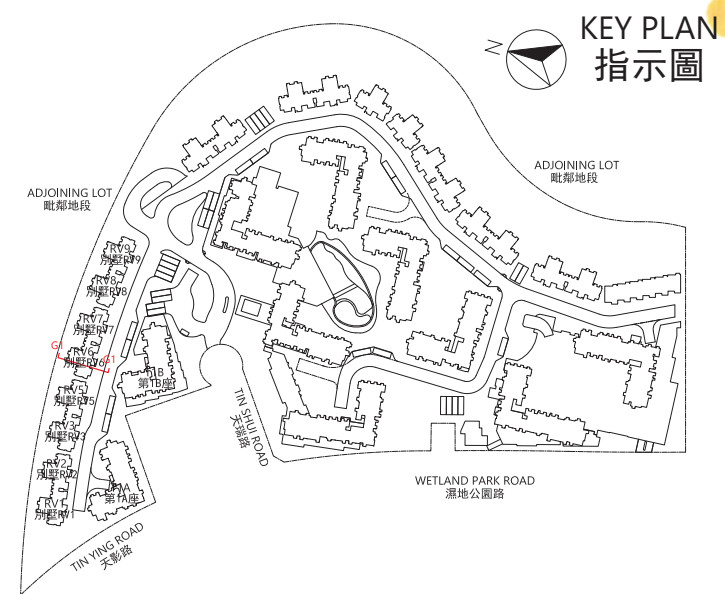 KEY PLAN
指示圖
N
ADJOINING LOT
毗鄰地段
ADJOINING LOT
毗鄰地段
RV9
別墅RV9
RV8
別墅RV8
RV7
別墅RV7
G1
G1
RV6
別墅RV6
RV5
別墅RV5
RV3
別墅RV3
RV2
別墅RV2
RV1
別墅RV1
第1B座
第1A座
TIN SHUI ROAD
天瑞路
WETLAND PARK ROAD
濕地公園路
TIN YING ROAD
天影路